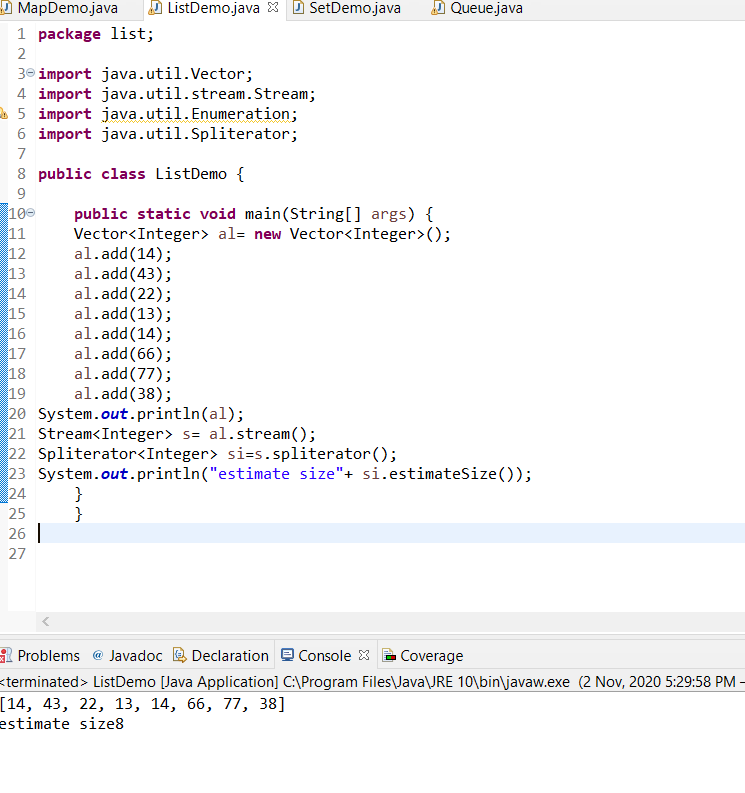 MapDemo.java ListDemo.java SetDemo.java Queue.java
1 package list;
2
3 import java.util.Vector;
4 import java.util.stream.Stream;
5 import java.util.Enumeration;
6 import java.util.Spliterator;
7
8 public class ListDemo {
9
10 public static void main(String[] args) {
11 Vector<Integer> al= new Vector<Integer>();
12 al.add(14);
13 al.add(43);
14 al.add(22);
15 al.add(13);
16 al.add(14);
17 al.add(66);
18 al.add(77);
19 al.add(38);
20 System.out.println(al);
21 Stream<Integer> s= al.stream();
22 Spliterator<Integer> si=s.spliterator();
23 System.out.println("estimate size"+ si.estimateSize());
24 }
25 }
26
27
Problems @ Javadoc Declaration Console Coverage
<terminated> ListDemo [Java Application] C:\Program Files\Java\JRE 10\bin\javaw.exe (2 Nov, 2020 5:29:58 PM –
[14, 43, 22, 13, 14, 66, 77, 38]
estimate size8